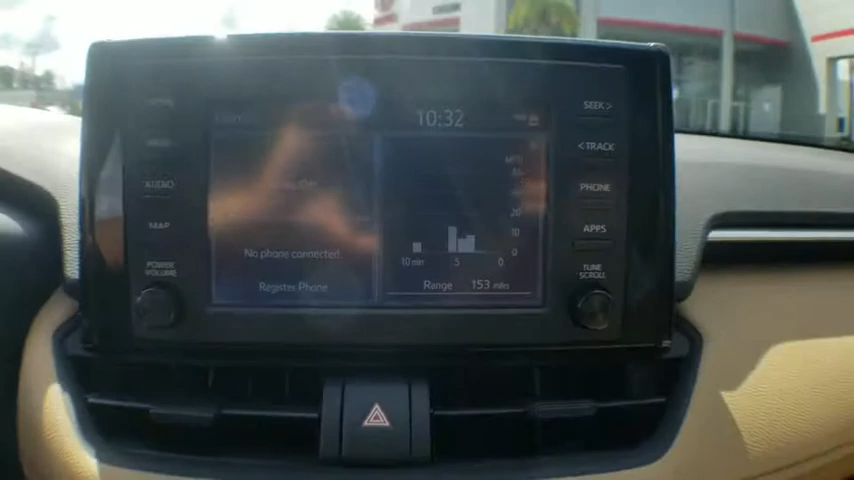 10:32
SEEK >
< TRACK
AUDIO
PHONE
MAP
APPS
POWER
VOLUME
TUNE
SCROLL
No phone connected.
Register Phone
MPG
20
10
0
10 min
5
0
Range 153 miles